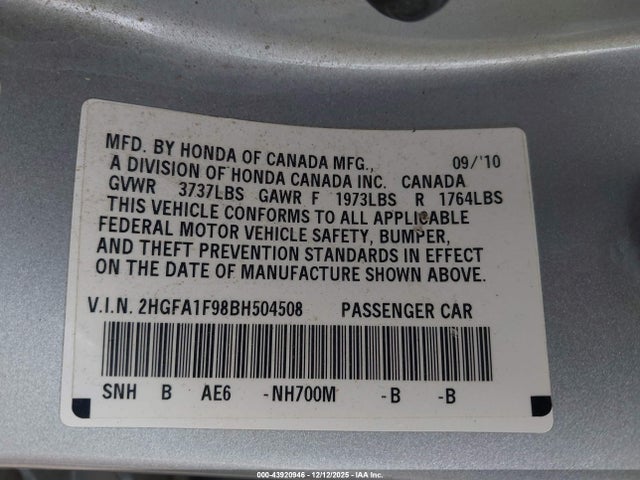 MFD. BY HONDA OF CANADA MFG., 09/'10
A DIVISION OF HONDA CANADA INC. CANADA
GVWR 3737LBS GAWR F 1973LBS R 1764LBS
THIS VEHICLE CONFORMS TO ALL APPLICABLE
FEDERAL MOTOR VEHICLE SAFETY, BUMPER,
AND THEFT PREVENTION STANDARDS IN EFFECT
ON THE DATE OF MANUFACTURE SHOWN ABOVE.
V.I.N. 2HGFA1F98BH504508 PASSENGER CAR
SNH B AE6 -NH700M -B -B
000-43920946 - 12/12/2025 - IAA Inc.